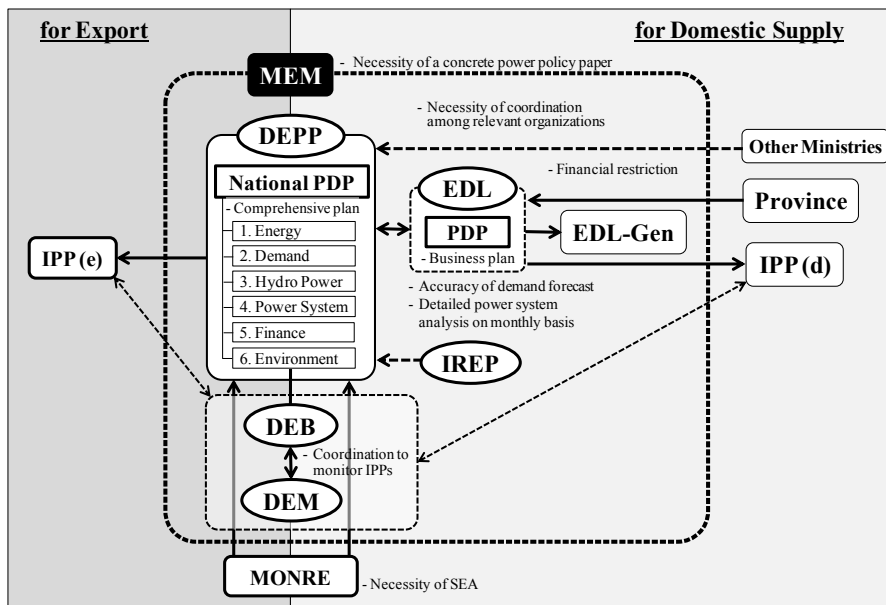 for Export
for Domestic Supply
MEM
- Necessity of a concrete power policy paper
- Necessity of coordination
among relevant organizations
DEPP
Other Ministries
National PDP
- Comprehensive plan
1. Energy
2. Demand
3. Hydro Power
4. Power System
5. Finance
6. Environment
EDL
- Financial restriction
Province
PDP
- Business plan
EDL-Gen
IPP (e)
IPP (d)
- Accuracy of demand forecast
- Detailed power system
analysis on monthly basis
IREP
DEB
- Coordination to
monitor IPPs
DEM
MONRE
- Necessity of SEA